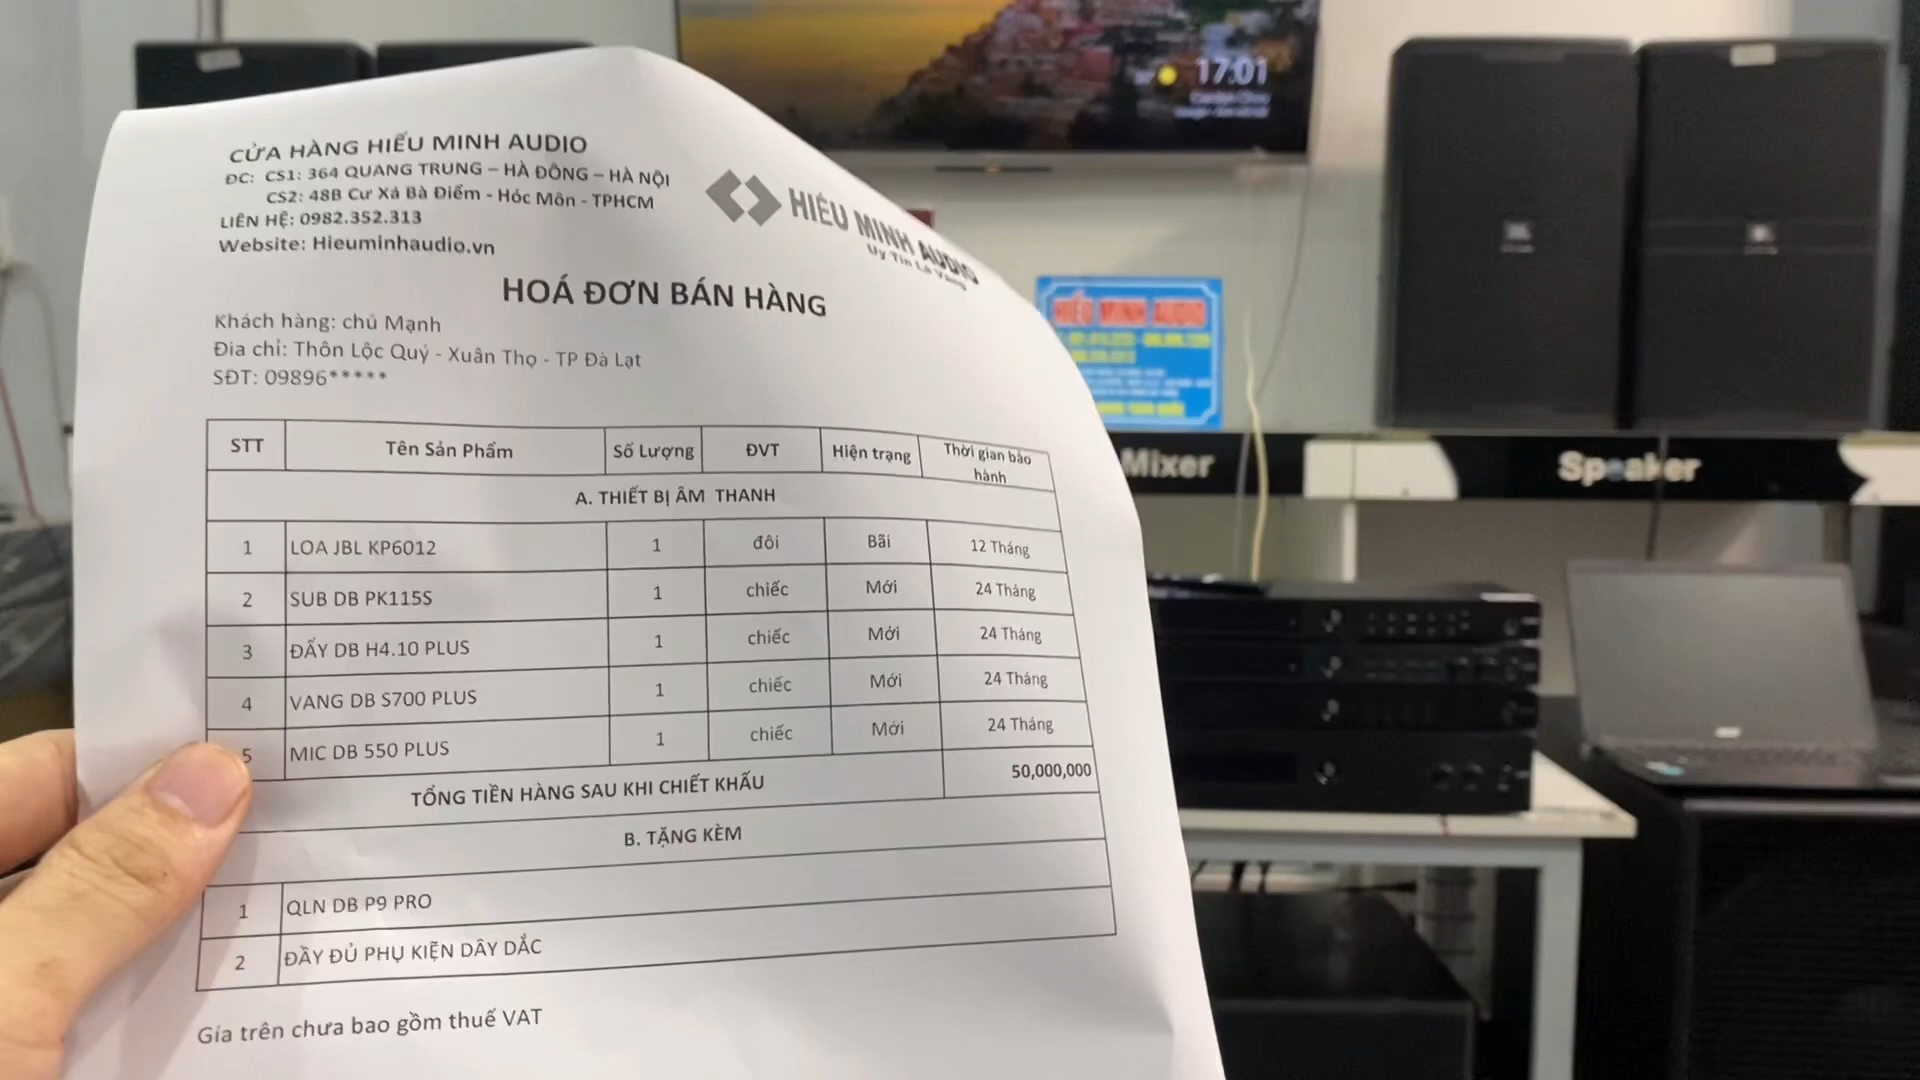 CỬA HÀNG HIẾU MINH AUDIO
ĐC: CS1: 364 QUANG TRUNG – HÀ ĐÔNG – HÀ NỘI
CS2: 48B Cư Xá Bà Điểm - Hóc Môn - TPHCM
LIÊN HỆ: 0982.352.313
Website: Hieuminhaudio.vn
HIẾU MINH AUDIO
Uy Tín Là Vàng
HOÁ ĐƠN BÁN HÀNG
Khách hàng: chủ Mạnh
Đia chỉ: Thôn Lộc Quý - Xuân Thọ - TP Đà Lạt
SĐT: 09896*****
STT Tên Sản Phẩm Số Lượng ĐVT Hiện trạng Thời gian bảo hành
A. THIẾT BỊ ÂM THANH
1 LOA JBL KP6012 1 đôi Bãi 12 Tháng
2 SUB DB PK115S 1 chiếc Mới 24 Tháng
3 ĐẨY DB H4.10 PLUS 1 chiếc Mới 24 Tháng
4 VANG DB S700 PLUS 1 chiếc Mới 24 Tháng
5 MIC DB 550 PLUS 1 chiếc Mới 24 Tháng
TỔNG TIỀN HÀNG SAU KHI CHIẾT KHẤU 50,000,000
B. TẶNG KÈM
1 QLN DB P9 PRO
2 ĐẦY ĐỦ PHỤ KIỆN DÂY DẮC
Gía trên chưa bao gồm thuế VAT
17:01
HIẾU MINH AUDIO
Mixer
Speaker
JBL